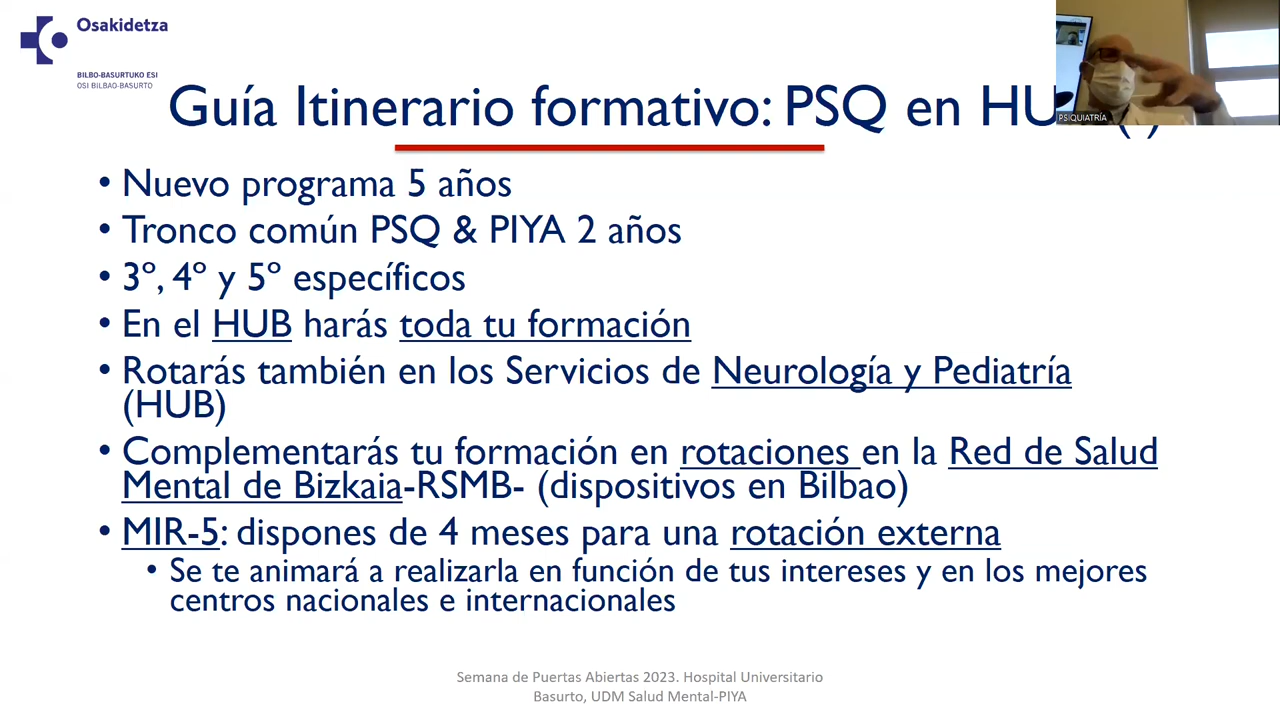 Osakidetza
BILBO-BASURTUKO ESI
OSI BILBAO-BASURTO
Guía Itinerario formativo: PSQ en HU
PSIQUIATRÍA
• Nuevo programa 5 años
• Tronco común PSQ & PIYA 2 años
• 3º, 4º y 5º específicos
• En el HUB harás toda tu formación
• Rotarás también en los Servicios de Neurología y Pediatría
(HUB)
• Complementarás tu formación en rotaciones en la Red de Salud
Mental de Bizkaia-RSMB- (dispositivos en Bilbao)
• MIR-5: dispones de 4 meses para una rotación externa
• Se te animará a realizarla en función de tus intereses y en los mejores
centros nacionales e internacionales
Semana de Puertas Abiertas 2023. Hospital Universitario
Basurto, UDM Salud Mental-PIYA